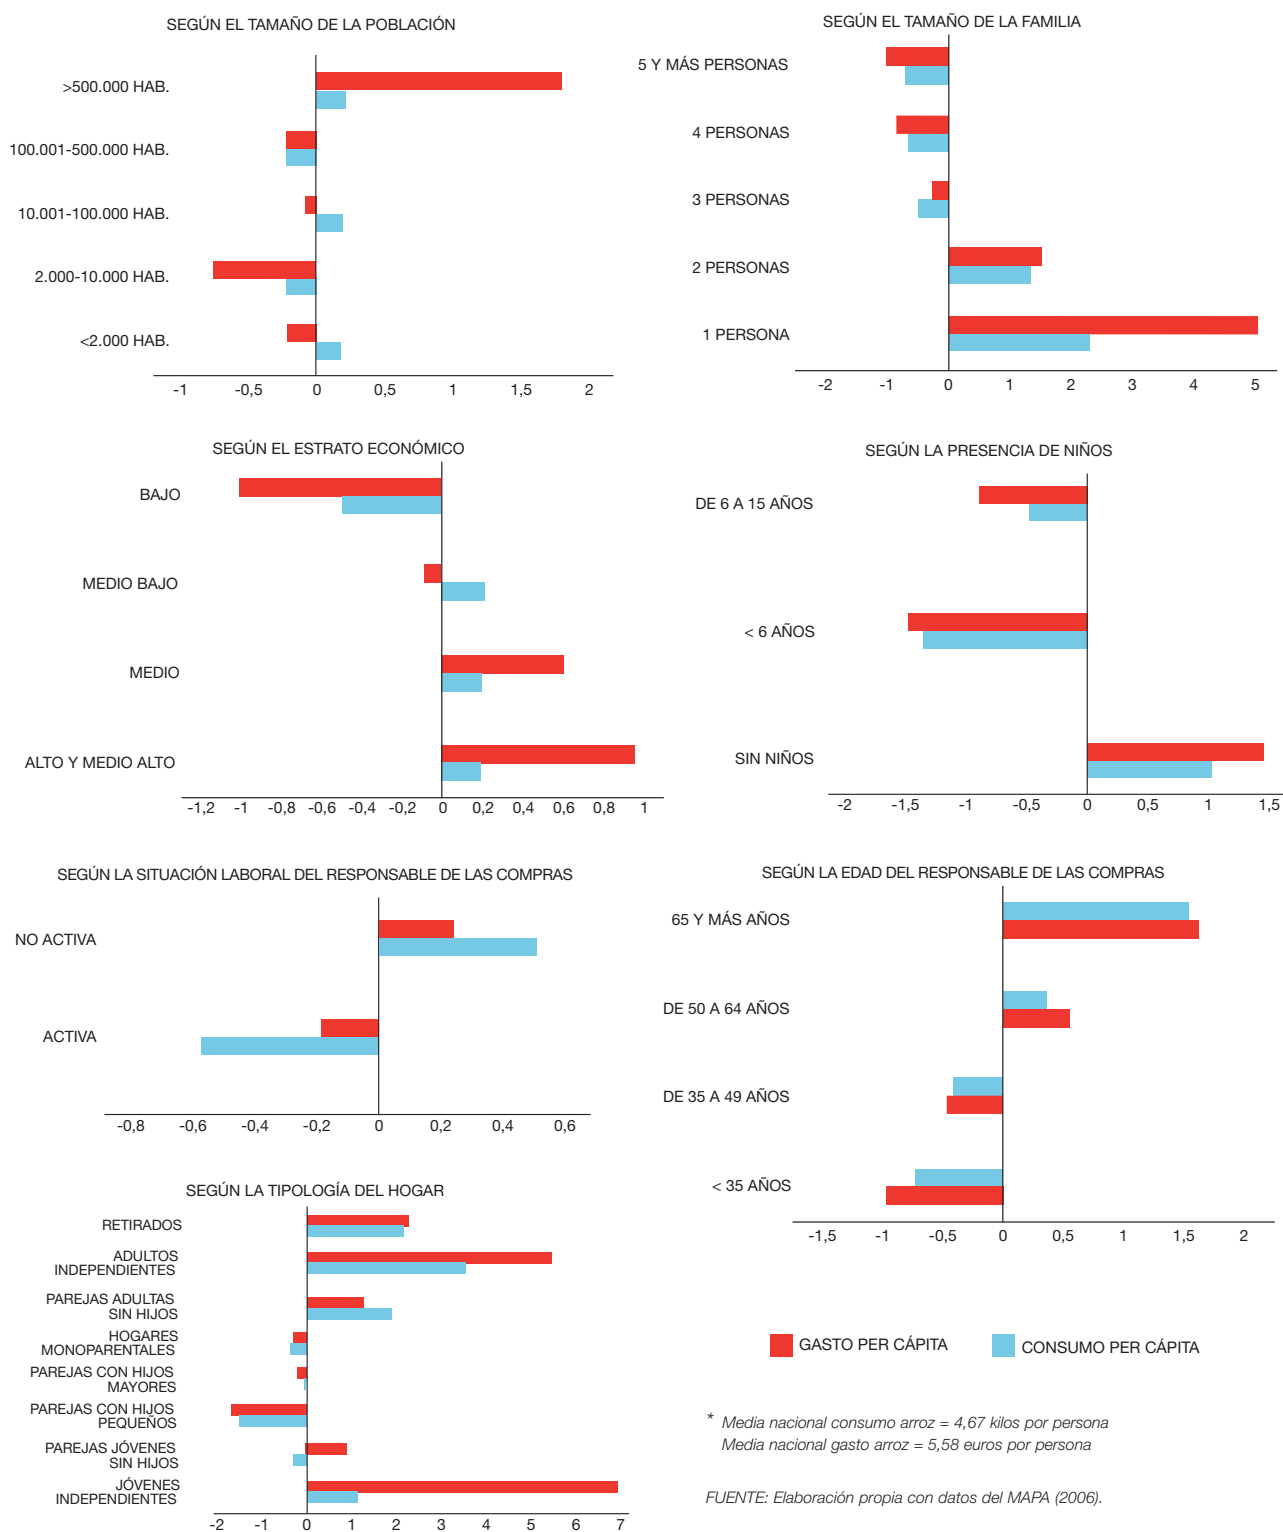 SEGÚN EL TAMAÑO DE LA POBLACIÓN
>500.000 HAB.
100.001-500.000 HAB.
10.001-100.000 HAB.
2.000-10.000 HAB.
<2.000 HAB.
-1 -0,5 0 0,5 1 1,5 2
SEGÚN EL TAMAÑO DE LA FAMILIA
5 Y MÁS PERSONAS
4 PERSONAS
3 PERSONAS
2 PERSONAS
1 PERSONA
-2 -1 0 1 2 3 4 5
SEGÚN EL ESTRATO ECONÓMICO
BAJO
MEDIO BAJO
MEDIO
ALTO Y MEDIO ALTO
-1,2 -1 -0,8 -0,6 -0,4 -0,2 0 0,2 0,4 0,6 0,8 1
SEGÚN LA PRESENCIA DE NIÑOS
DE 6 A 15 AÑOS
< 6 AÑOS
SIN NIÑOS
-2 -1,5 -1 -0,5 0 0,5 1 1,5
SEGÚN LA SITUACIÓN LABORAL DEL RESPONSABLE DE LAS COMPRAS
NO ACTIVA
ACTIVA
-0,8 -0,6 -0,4 -0,2 0 0,2 0,4 0,6
SEGÚN LA EDAD DEL RESPONSABLE DE LAS COMPRAS
65 Y MÁS AÑOS
DE 50 A 64 AÑOS
DE 35 A 49 AÑOS
< 35 AÑOS
-1,5 -1 -0,5 0 0,5 1 1,5 2
SEGÚN LA TIPOLOGÍA DEL HOGAR
RETIRADOS
ADULTOS
INDEPENDIENTES
PAREJAS ADULTAS
SIN HIJOS
HOGARES
MONOPARENTALES
PAREJAS CON HIJOS
MAYORES
PAREJAS CON HIJOS
PEQUEÑOS
PAREJAS JÓVENES
SIN HIJOS
JÓVENES
INDEPENDIENTES
-2 -1 0 1 2 3 4 5 6 7
GASTO PER CÁPITA
CONSUMO PER CÁPITA
* Media nacional consumo arroz = 4,67 kilos por persona
Media nacional gasto arroz = 5,58 euros por persona
FUENTE: Elaboración propia con datos del MAPA (2006).